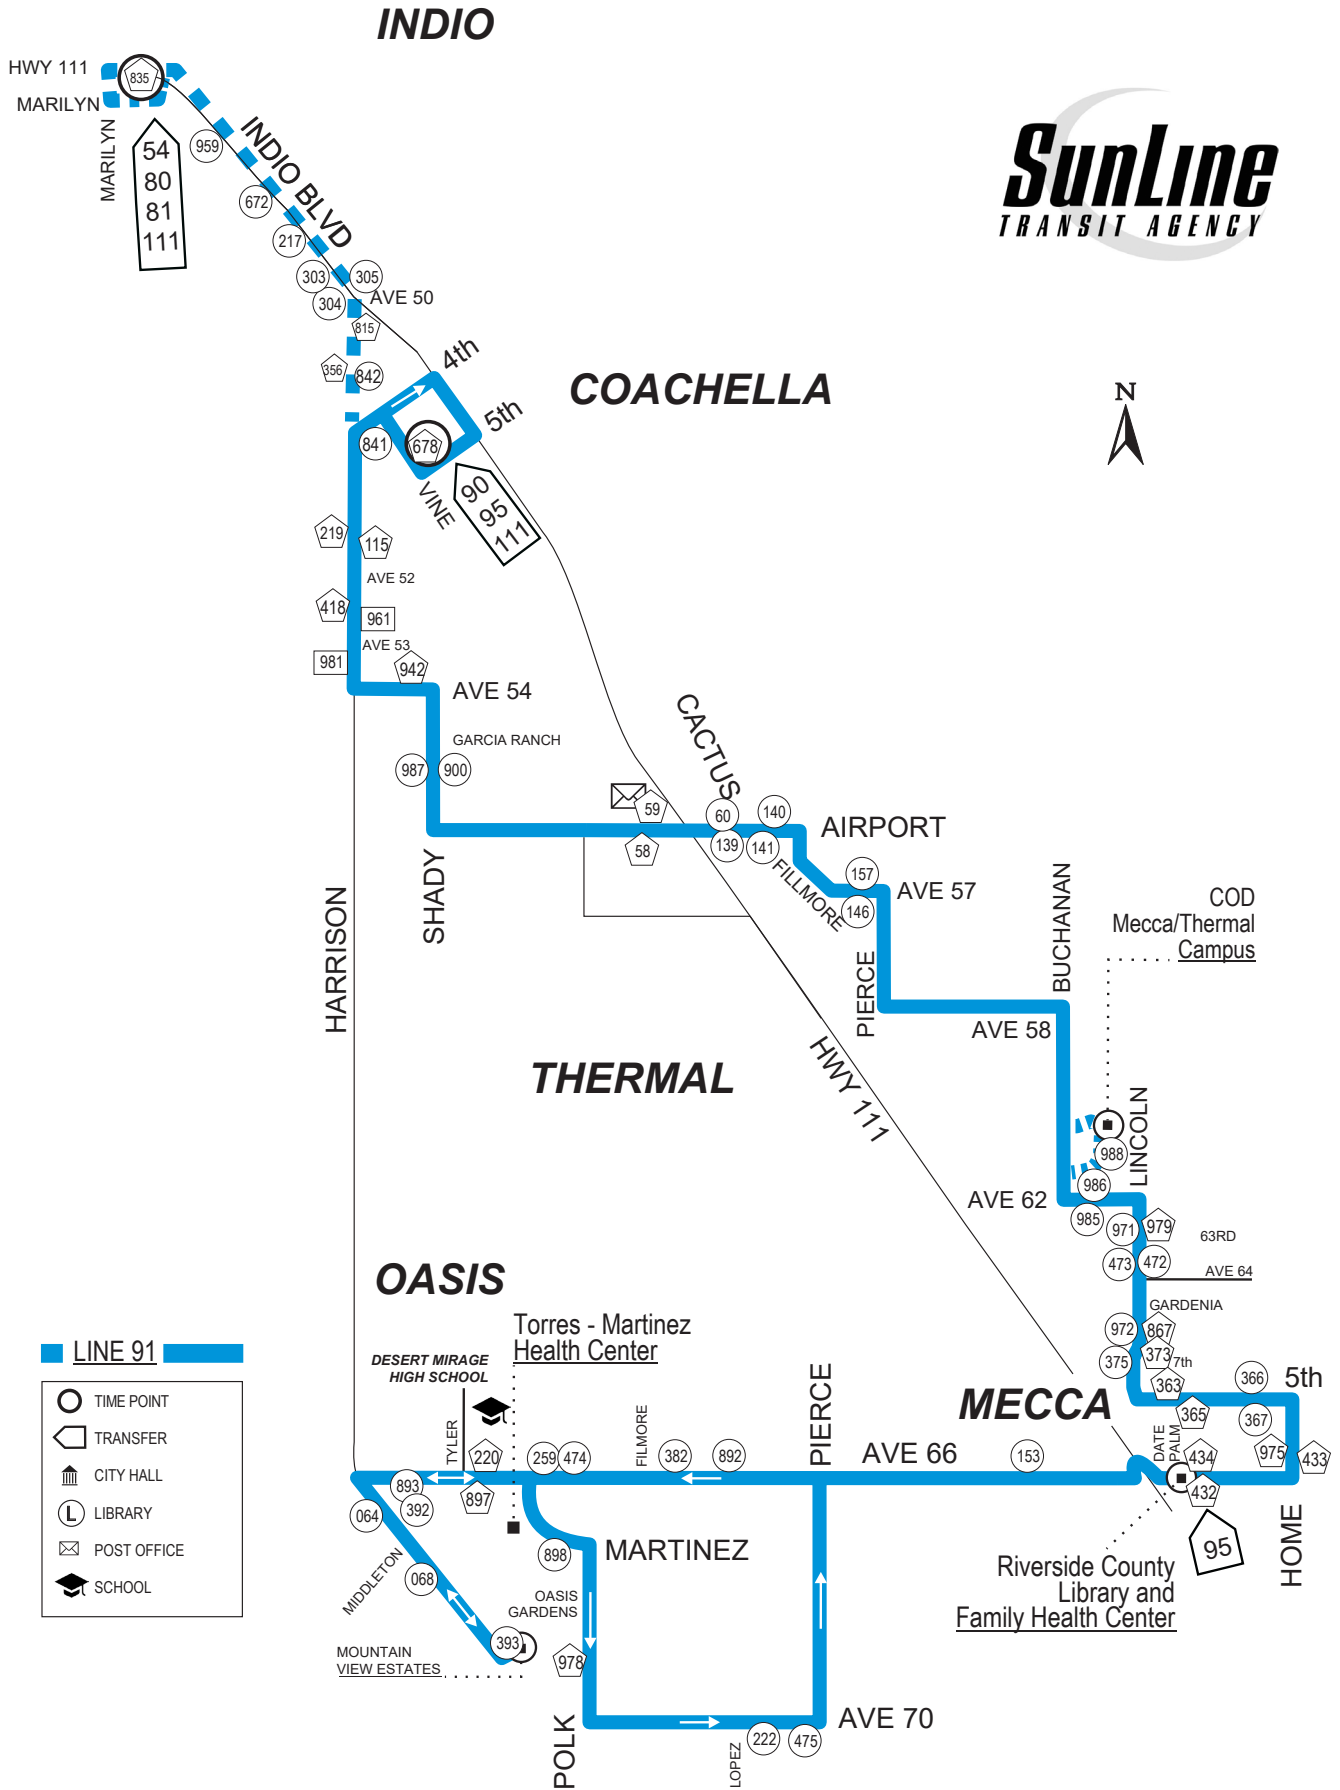 INDIO
HWY 111
835
MARILYN
MARILYN
54
80
81
111
959
INDIO BLVD
672
217
303
305
304
AVE 50
815
356
842
SunLine
TRANSIT AGENCY
4th
5th
COACHELLA
N
841
678
VINE
90
95
111
219
115
AVE 52
418
961
AVE 53
981
942
AVE 54
GARCIA RANCH
987
900
CACTUS
59
60
140
58
139
141
AIRPORT
SHADY
HARRISON
FILLMORE
157
146
AVE 57
PIERCE
BUCHANAN
COD
Mecca/Thermal
Campus
AVE 58
THERMAL
HWY 111
LINCOLN
988
986
AVE 62
985
971
979
63RD
473
472
AVE 64
GARDENIA
972
867
375
373
7th
363
366
5th
365
367
OASIS
Torres - Martinez
Health Center
DESERT MIRAGE
HIGH SCHOOL
TYLER
220
259
474
FILMORE
382
892
PIERCE
MECCA
AVE 66
153
DATE
PALM
434
975
433
432
95
HOME
893
897
392
064
MIDDLETON
068
898
MARTINEZ
OASIS
GARDENS
393
MOUNTAIN
VIEW ESTATES
978
POLK
LOPEZ
222
475
AVE 70
Riverside County
Library and
Family Health Center
LINE 91
TIME POINT
TRANSFER
CITY HALL
L LIBRARY
POST OFFICE
SCHOOL